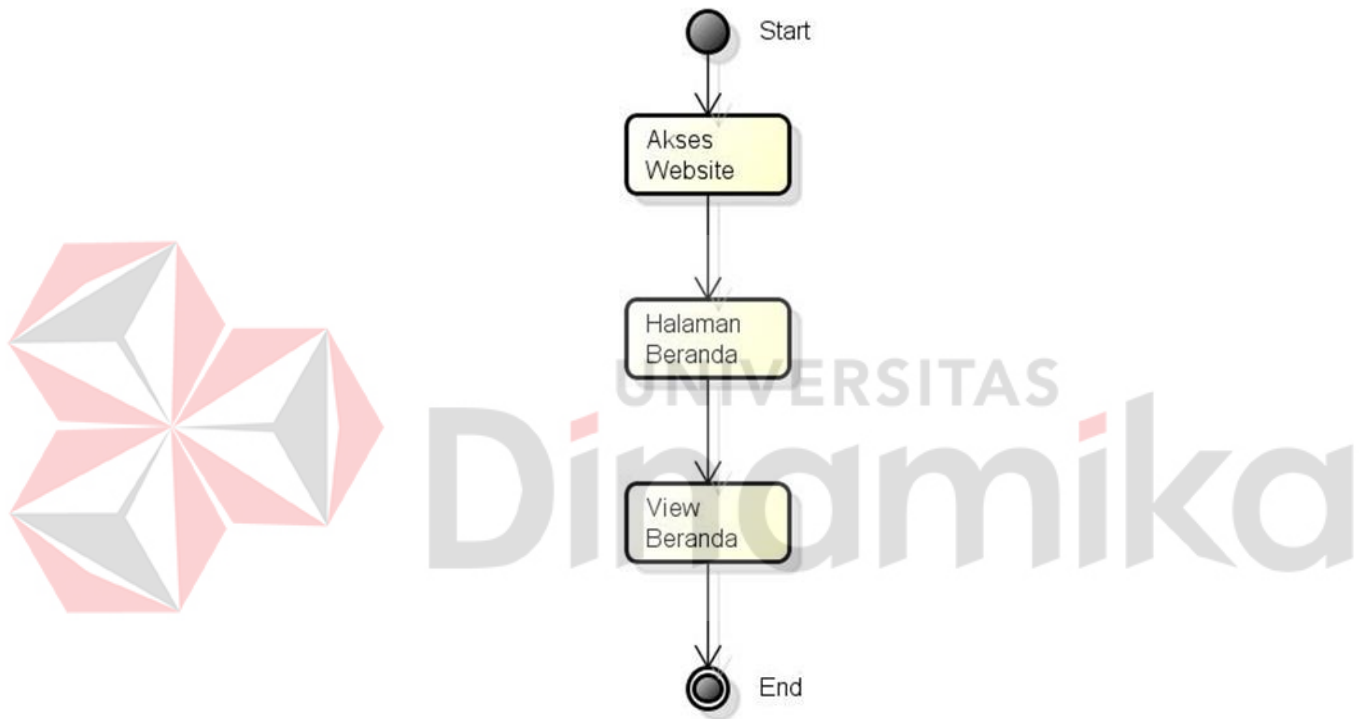 Start
Akses
Website
Halaman
Beranda
UNIVERSITAS
Dinamika
View
Beranda
End